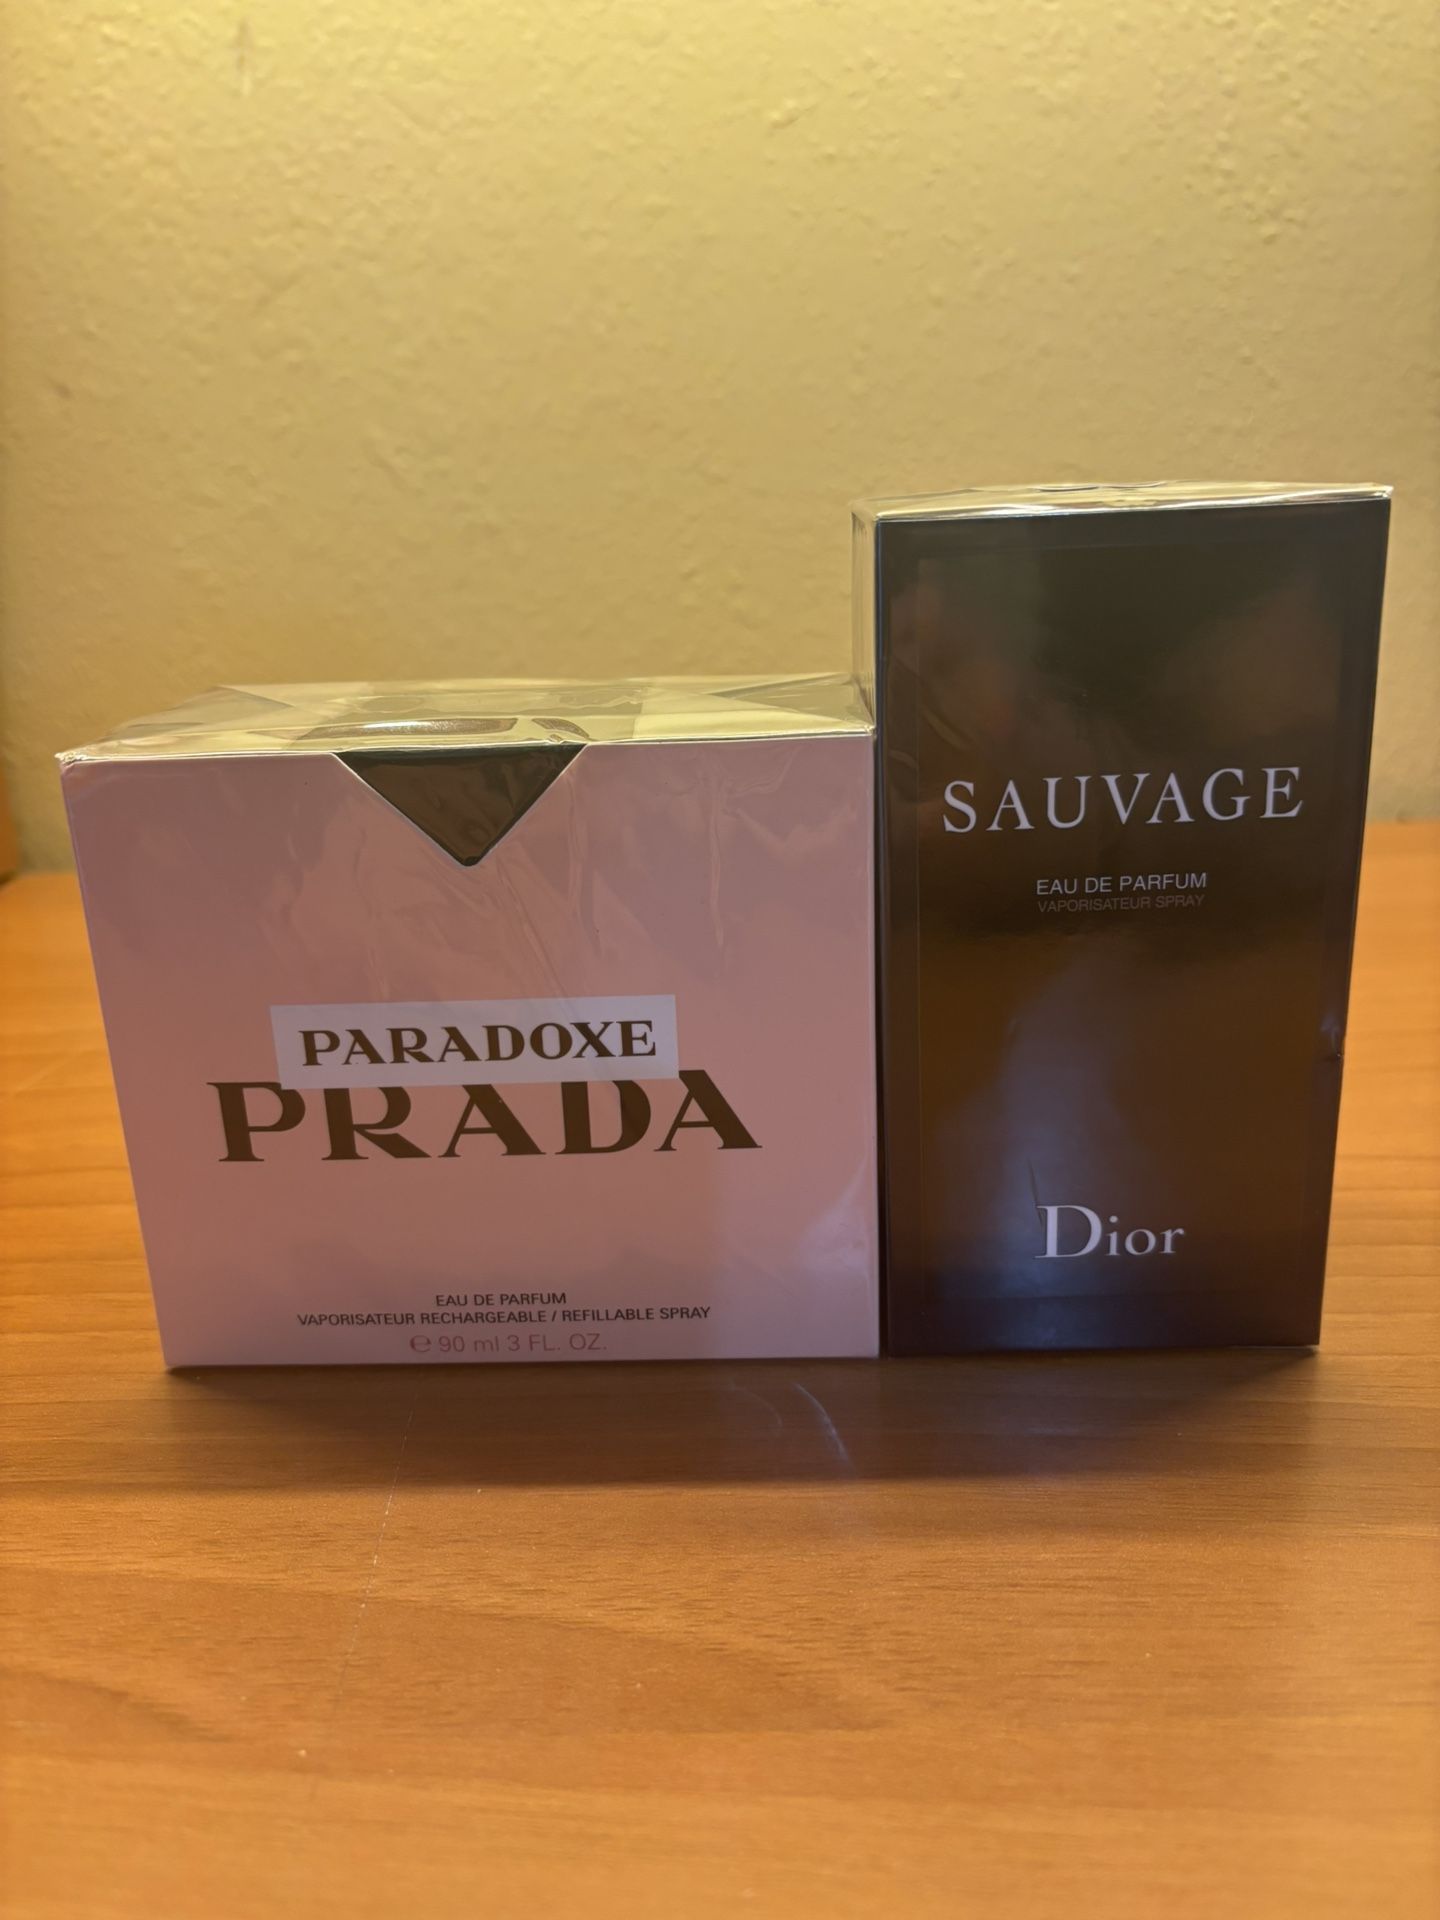 PARADOXE
PRADA
EAU DE PARFUM
VAPORISATEUR RECHARGEABLE / REFILLABLE SPRAY
℮ 90 ml 3 FL. OZ.
SAUVAGE
EAU DE PARFUM
VAPORISATEUR SPRAY
Dior